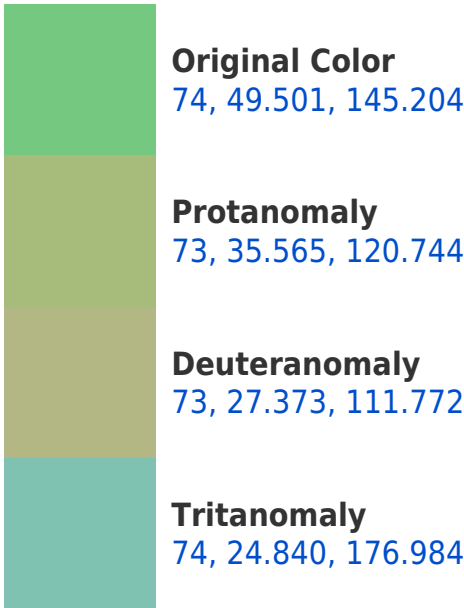 Original Color
74, 49.501, 145.204
Protanomaly
73, 35.565, 120.744
Deuteranomaly
73, 27.373, 111.772
Tritanomaly
74, 24.840, 176.984